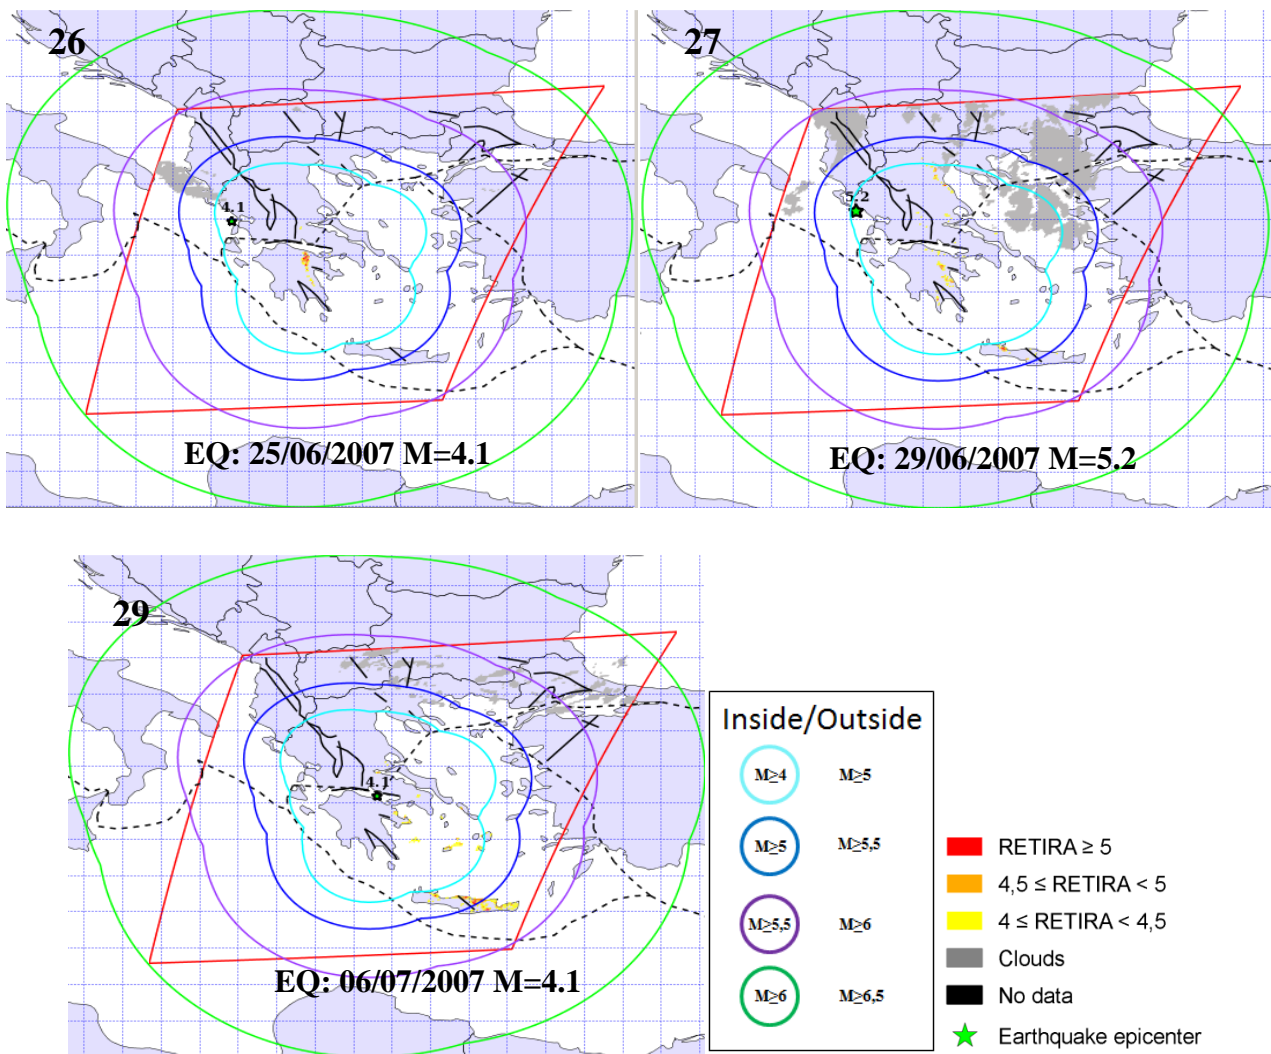 26
4.1
EQ: 25/06/2007 M=4.1
27
5.2
EQ: 29/06/2007 M=5.2
29
4.1
EQ: 06/07/2007 M=4.1
Inside/Outside
M≥4 M≥5
M≥5 M≥5,5
M≥5,5 M≥6
M≥6 M≥6,5
RETIRA ≥ 5
4,5 ≤ RETIRA < 5
4 ≤ RETIRA < 4,5
Clouds
No data
Earthquake epicenter